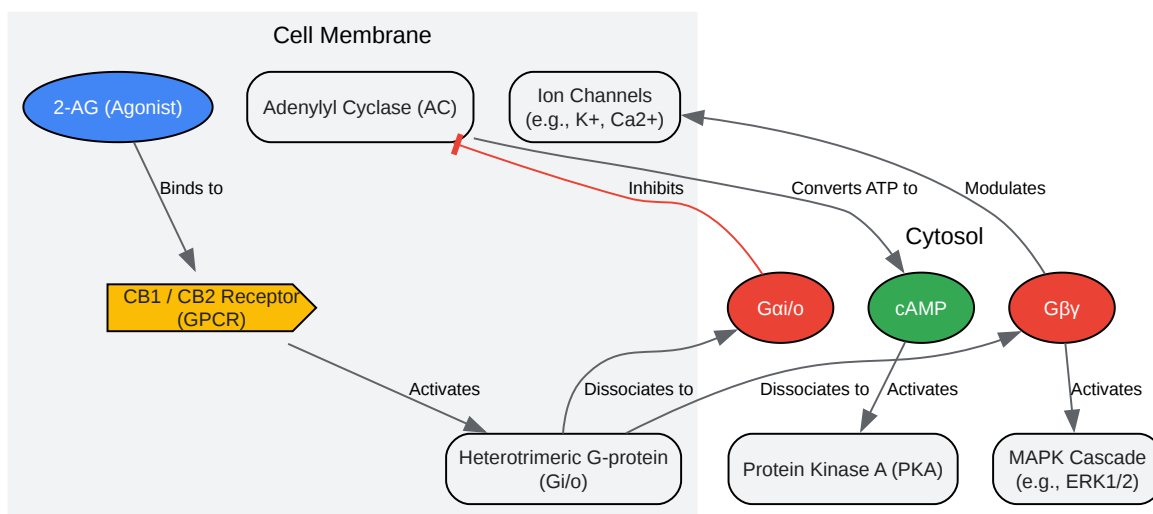 Cell Membrane
2-AG (Agonist)
Adenylyl Cyclase (AC)
Ion Channels
(e.g., K+, Ca2+)
Binds to
Inhibits
Converts ATP to
Modulates
Cytosol
CB1 / CB2 Receptor
(GPCR)
Gαi/o
cAMP
Gβγ
Activates
Dissociates to
Dissociates to
Activates
Activates
Heterotrimeric G-protein
(Gi/o)
Protein Kinase A (PKA)
MAPK Cascade
(e.g., ERK1/2)